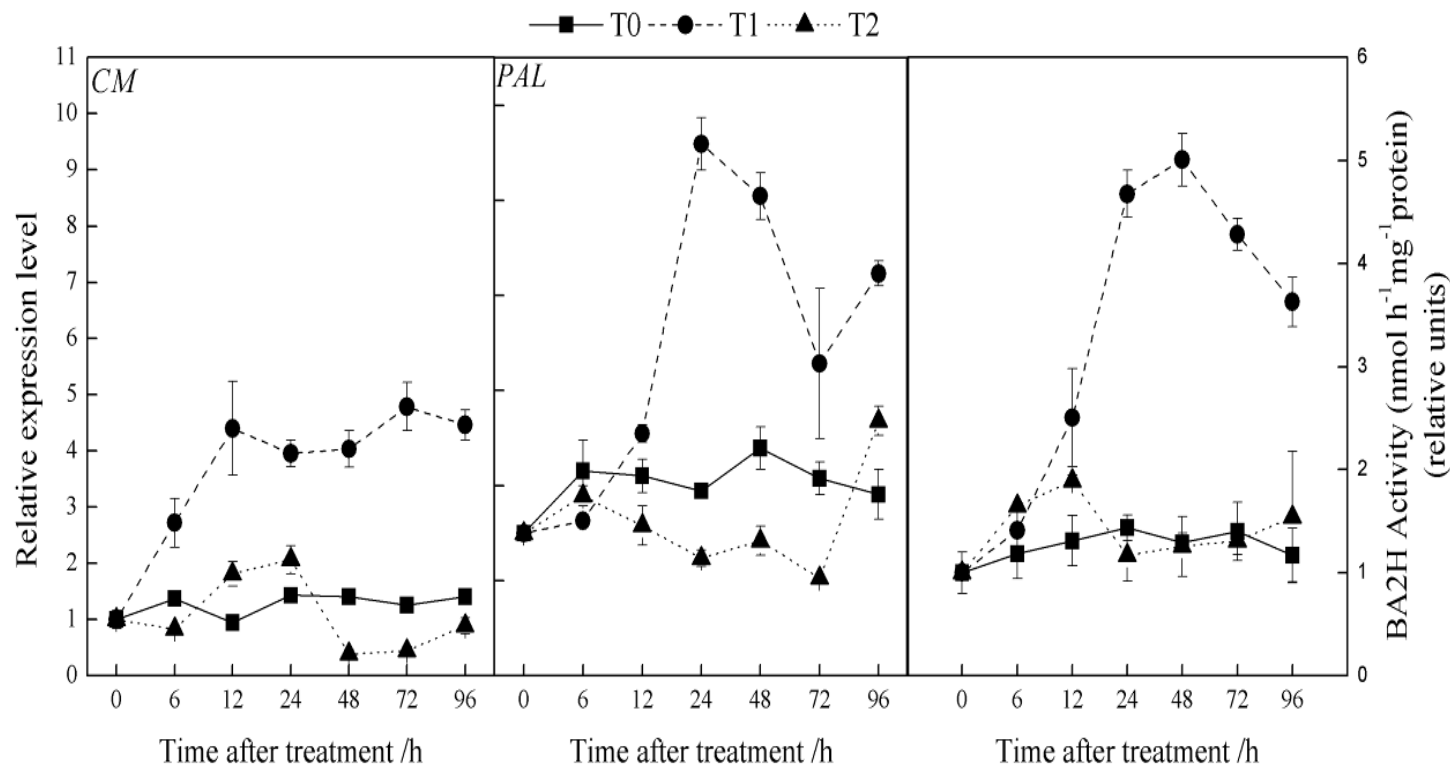 T0 T1 T2
CM
PAL
Relative expression level
11
10
9
8
7
6
5
4
3
2
1
0
0 6 12 24 48 72 96
0 6 12 24 48 72 96
0 6 12 24 48 72 96
Time after treatment /h
Time after treatment /h
Time after treatment /h
6
5
4
3
2
1
0
BA2H Activity (nmol h⁻¹mg⁻¹protein)
(relative units)